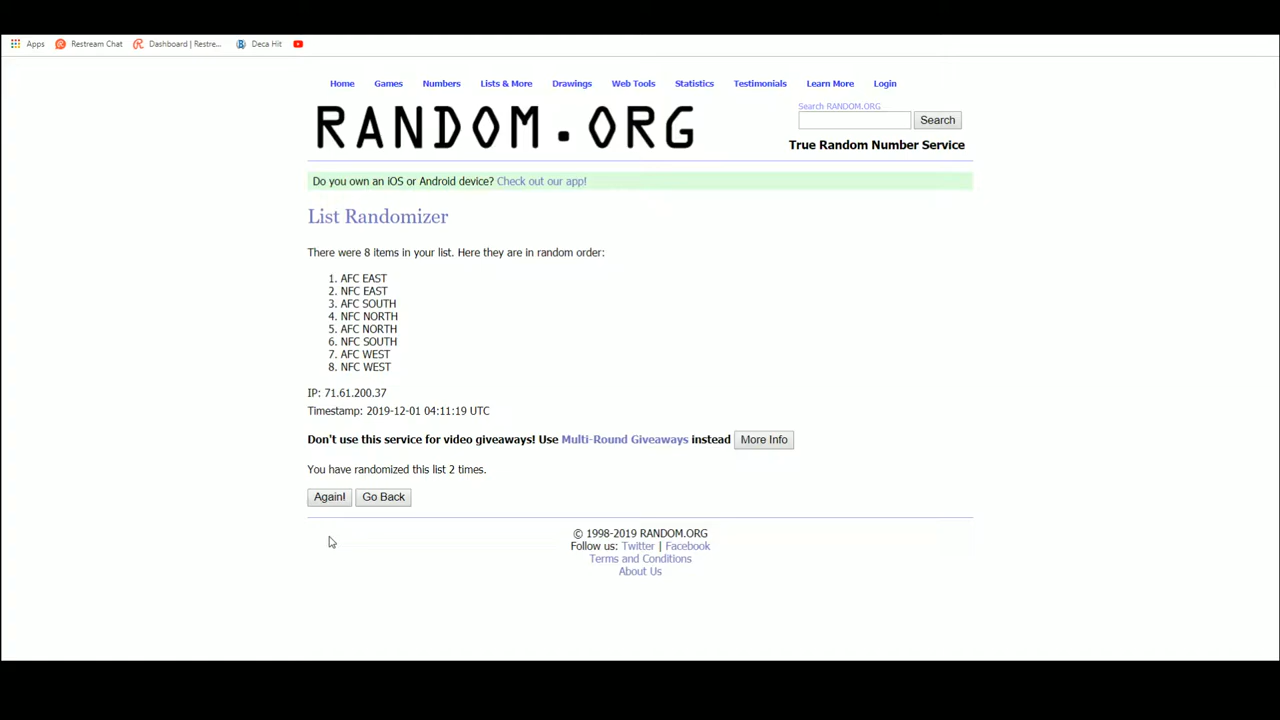 Apps Restream Chat Dashboard | Restre... Deca Hit
Home Games Numbers Lists & More Drawings Web Tools Statistics Testimonials Learn More Login
RANDOM.ORG
Search RANDOM.ORG
Search
True Random Number Service
Do you own an iOS or Android device? Check out our app!
List Randomizer
There were 8 items in your list. Here they are in random order:
1. AFC EAST
2. NFC EAST
3. AFC SOUTH
4. NFC NORTH
5. AFC NORTH
6. NFC SOUTH
7. AFC WEST
8. NFC WEST
IP: 71.61.200.37
Timestamp: 2019-12-01 04:11:19 UTC
Don't use this service for video giveaways! Use Multi-Round Giveaways instead More Info
You have randomized this list 2 times.
Again! Go Back
© 1998-2019 RANDOM.ORG
Follow us: Twitter | Facebook
Terms and Conditions
About Us